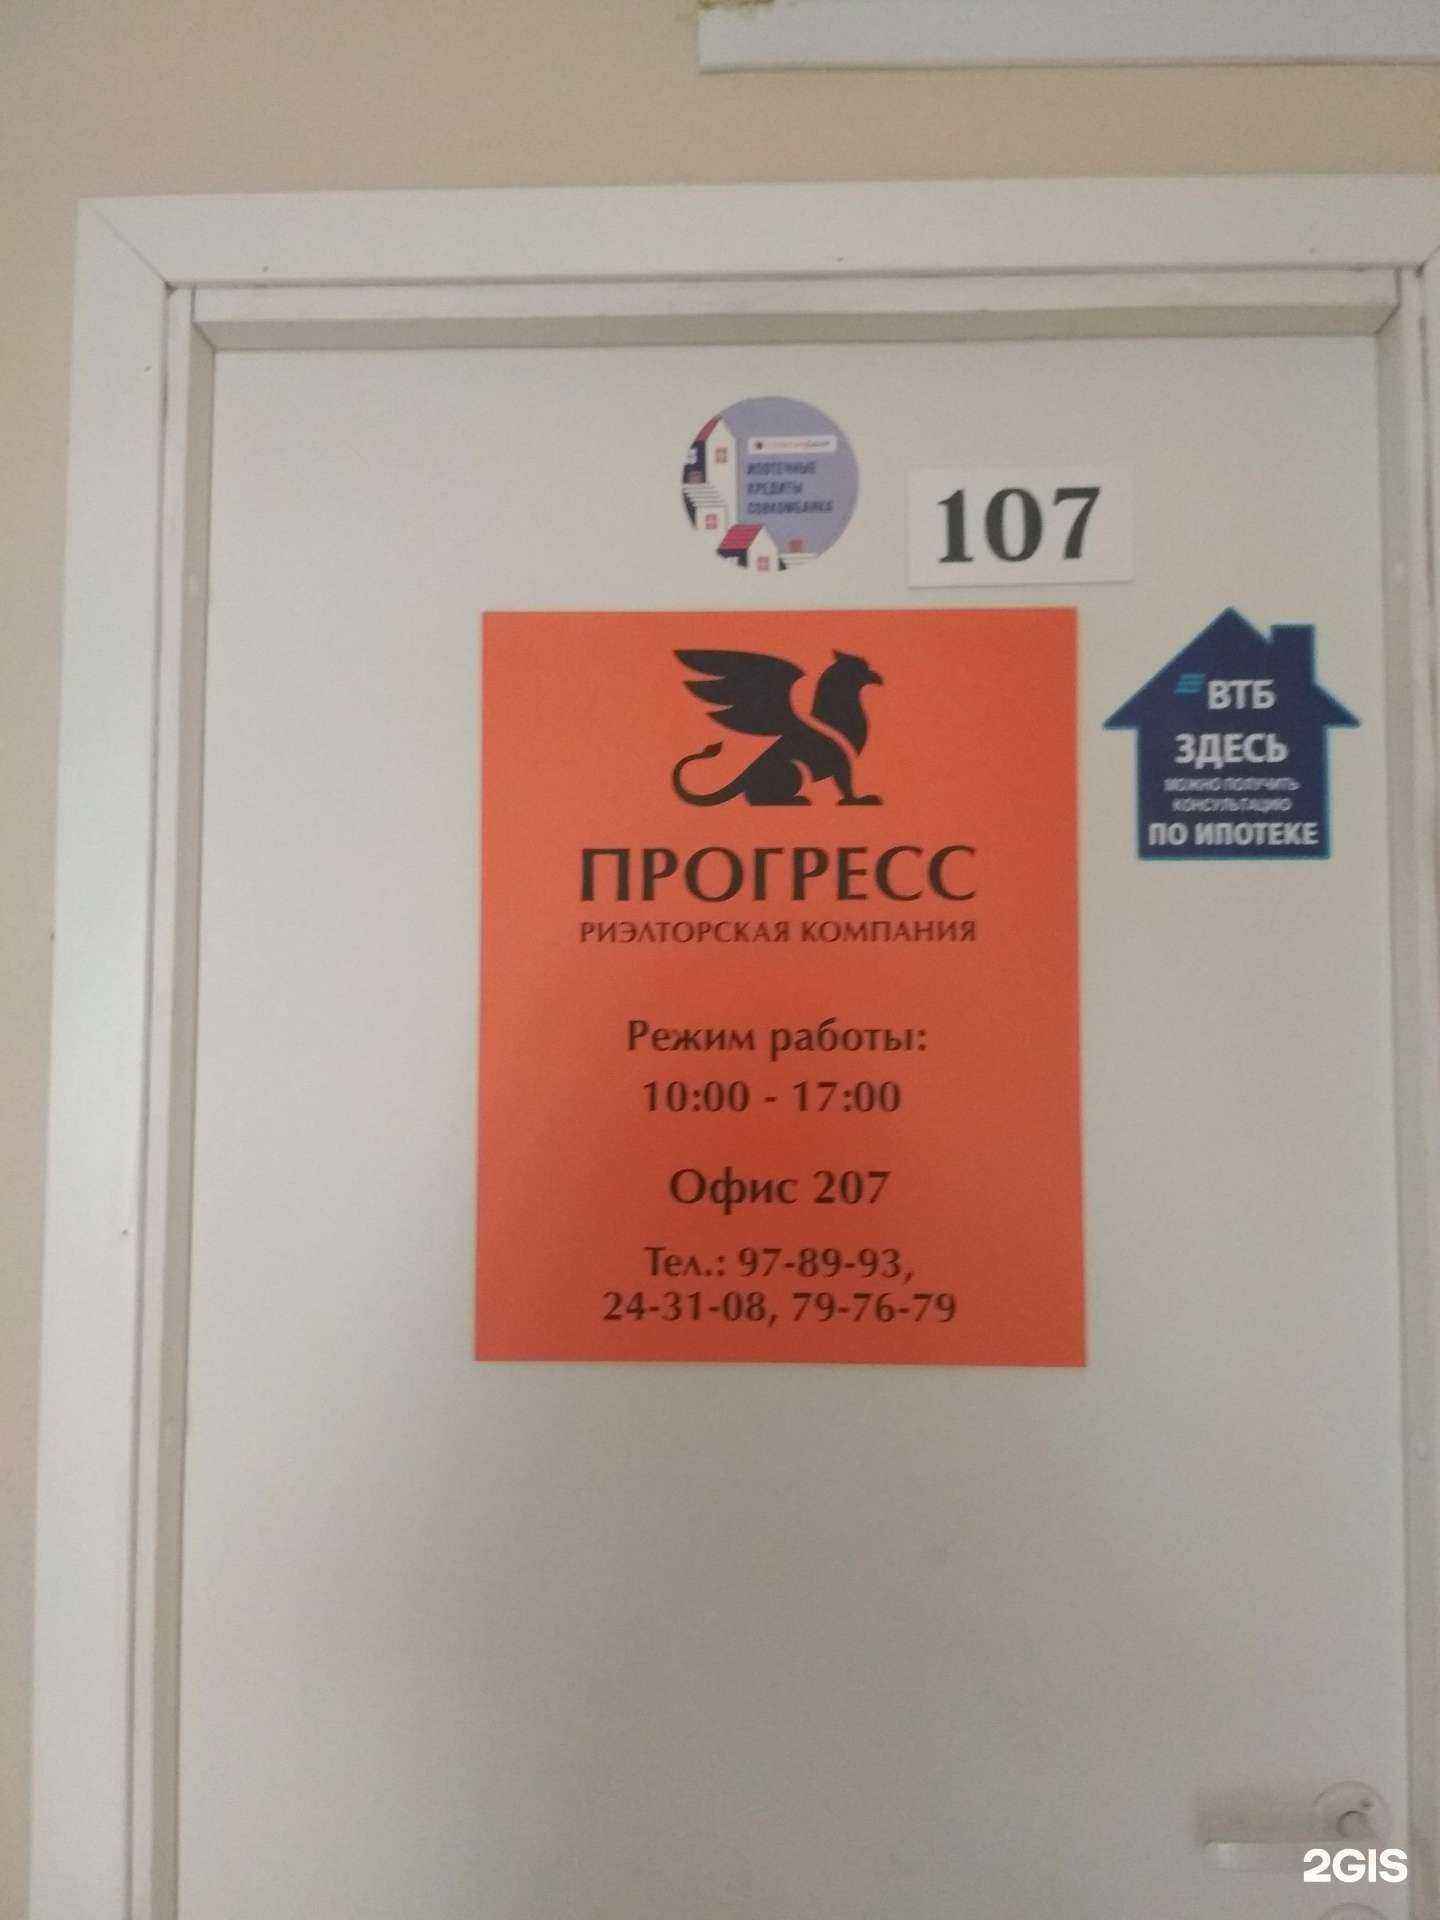 ИПОТЕЧНЫЕ
КРЕДИТЫ
СОВКОМБАНКА
107
ВТБ
ЗДЕСЬ
МОЖНО ПОЛУЧИТЬ
КОНСУЛЬТАЦИЮ
ПО ИПОТЕКЕ
ПРОГРЕСС
РИЭЛТОРСКАЯ КОМПАНИЯ
Режим работы:
10:00 - 17:00
Офис 207
Тел.: 97-89-93,
24-31-08, 79-76-79
2GIS